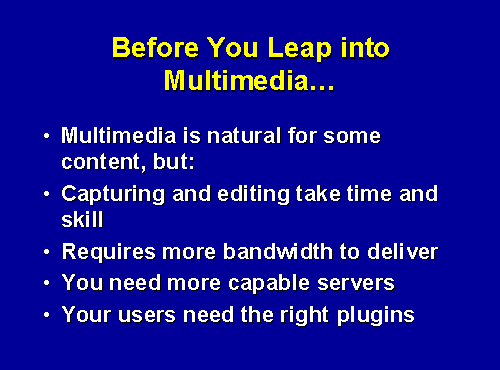 Before You Leap into
Multimedia...
• Multimedia is natural for some
content, but:
• Capturing and editing take time and
skill
• Requires more bandwidth to deliver
• You need more capable servers
• Your users need the right plugins